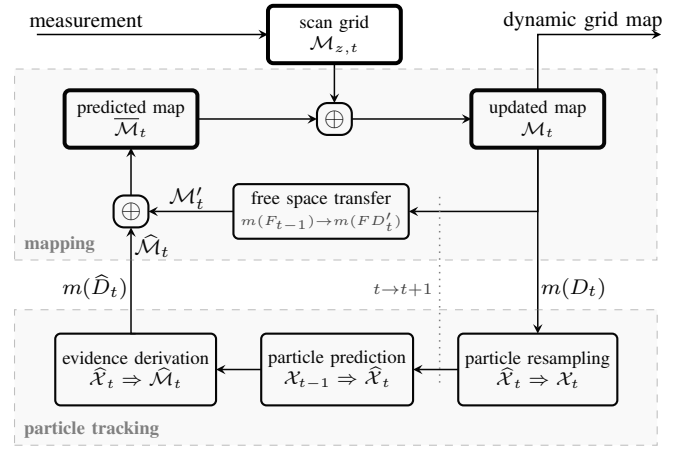 measurement
scan grid
ℳ_{z,t}
dynamic grid map
predicted map
\overline{ℳ}_t
⊕
updated map
ℳ_t
⊕
ℳ′_t
free space transfer
m(F_{t−1})→m(FD′_t)
mapping
\widehat{ℳ}_t
m(\widehat{D}_t)
t→t+1
m(D_t)
evidence derivation
\widehat{𝒳}_t ⇒ \widehat{ℳ}_t
particle prediction
𝒳_{t−1} ⇒ \widehat{𝒳}_t
particle resampling
\widehat{𝒳}_t ⇒ 𝒳_t
particle tracking